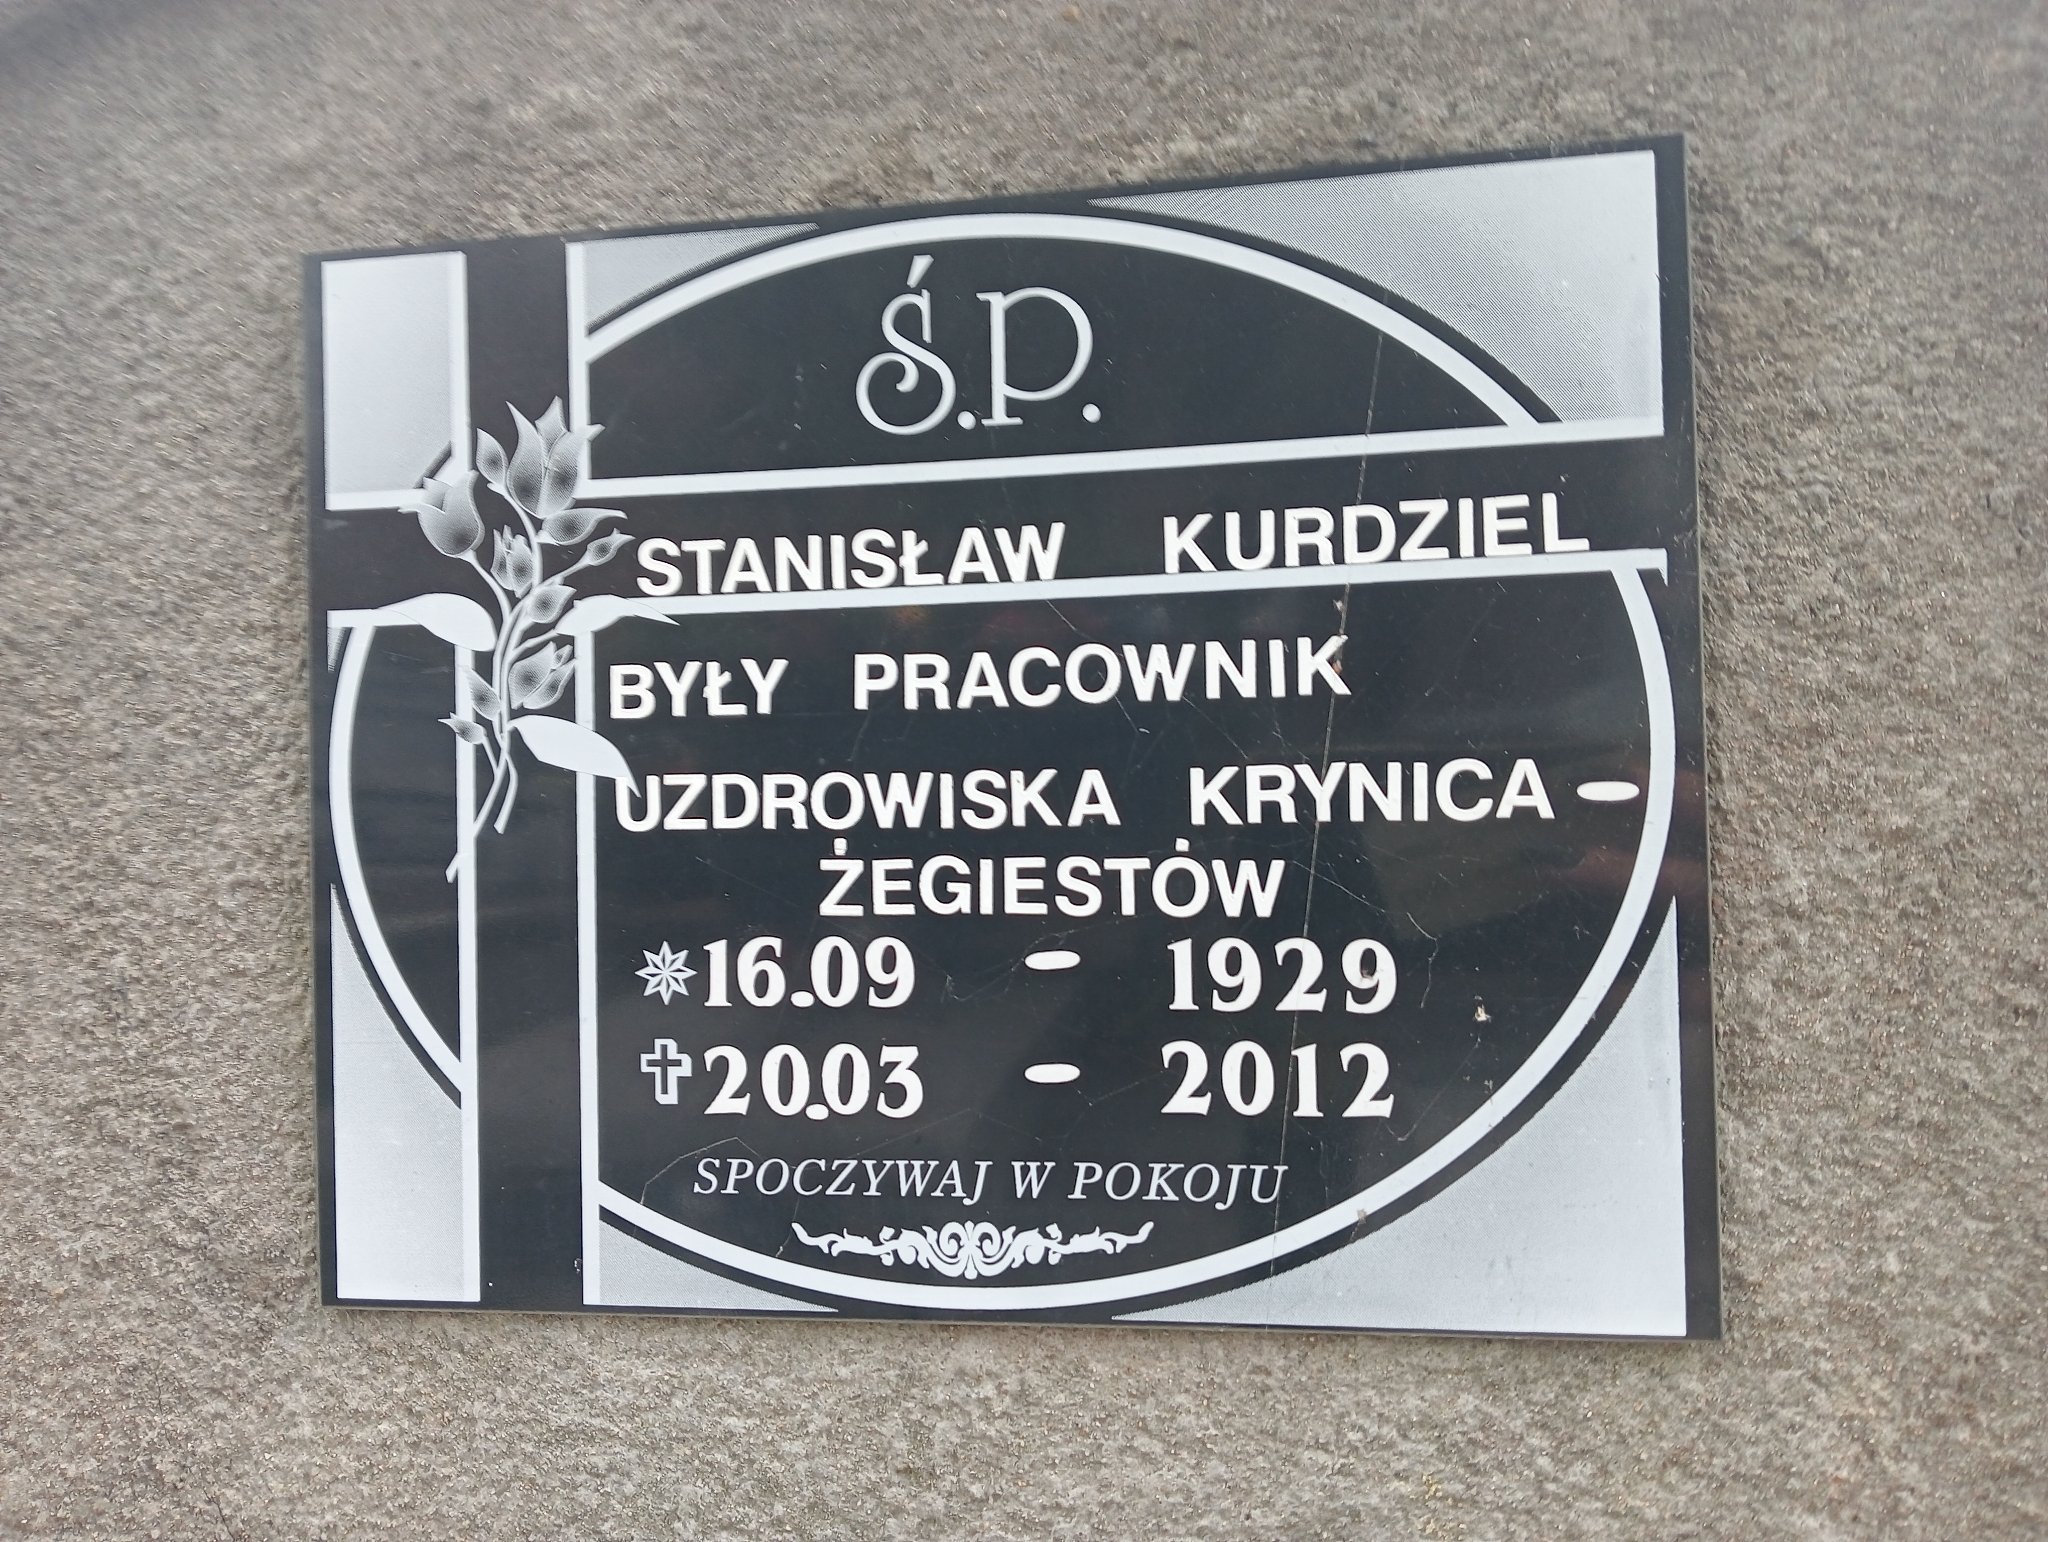 Ś.P.
STANISŁAW KURDZIEL
BYŁY PRACOWNIK
UZDROWISKA KRYNICA-
ŻEGIESTÓW
16.09 - 1929
20.03 - 2012
SPOCZYWAJ W POKOJU